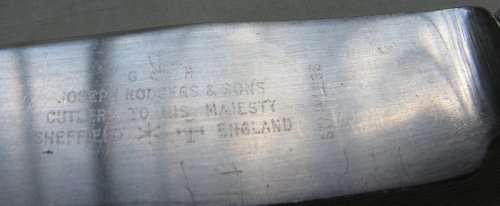 G R
JOSEPH RODGERS & SONS
CUTLERS TO HIS MAJESTY
SHEFFIELD ENGLAND